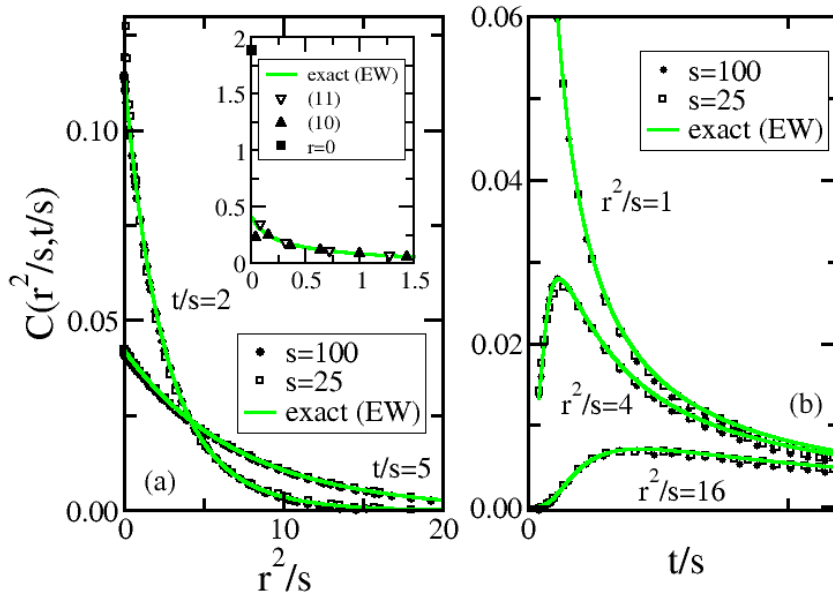 C(r²/s,t/s)
0.10
0.05
0.00
0
10
20
r²/s
t/s=2
t/s=5
(a)
s=100
s=25
exact (EW)
2
1.5
1
0.5
0
0
0.5
1
1.5
exact (EW)
(11)
(10)
r=0
0.06
0.04
0.02
0.00
0
t/s
s=100
s=25
exact (EW)
r²/s=1
r²/s=4
r²/s=16
(b)